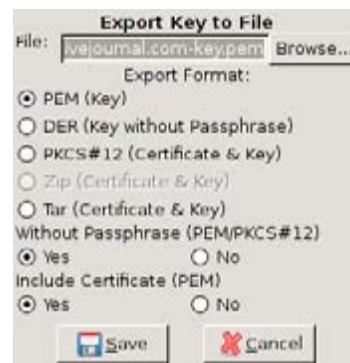 Export Key to File
File: ivejournal.com-key.pem Browse...
Export Format:
PEM (Key)
DER (Key without Passphrase)
PKCS#12 (Certificate & Key)
Zip (Certificate & Key)
Tar (Certificate & Key)
Without Passphrase (PEM/PKCS#12)
Yes No
Include Certificate (PEM)
Yes No
Save Cancel